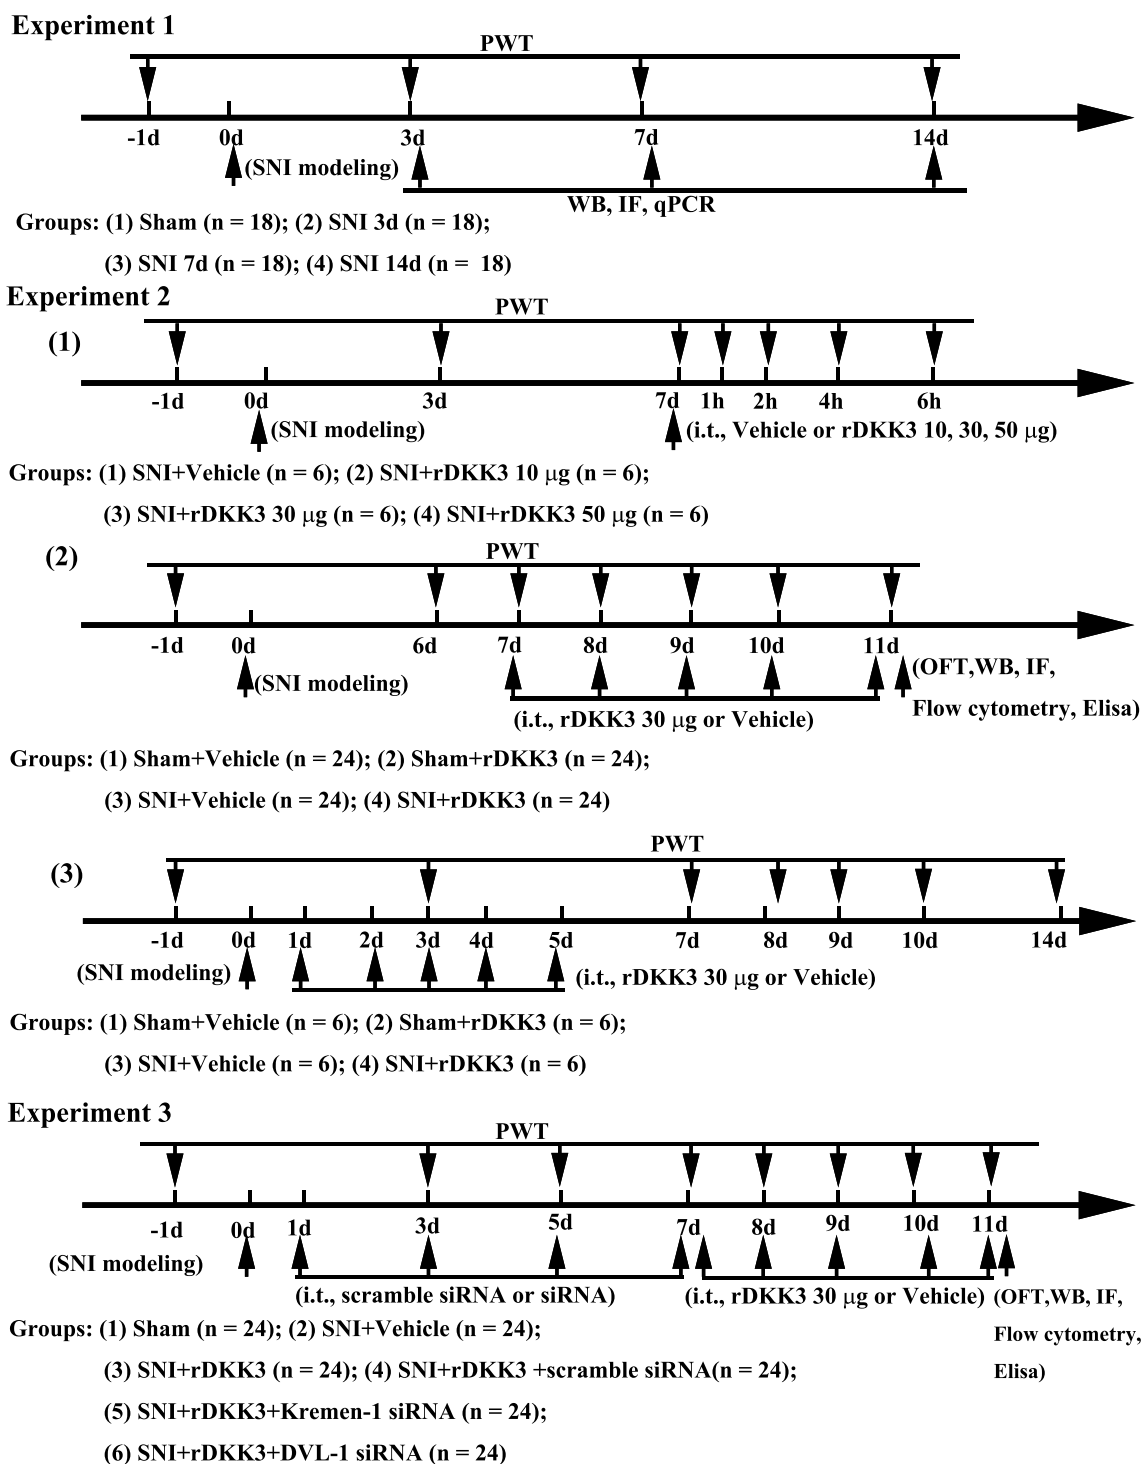 Experiment 1
PWT
-1d 0d 3d 7d 14d
(SNI modeling)
WB, IF, qPCR
Groups: (1) Sham (n = 18); (2) SNI 3d (n = 18);
(3) SNI 7d (n = 18); (4) SNI 14d (n = 18)
Experiment 2
PWT
(1)
-1d 0d 3d 7d 1h 2h 4h 6h
(SNI modeling) (i.t., Vehicle or rDKK3 10, 30, 50 μg)
Groups: (1) SNI+Vehicle (n = 6); (2) SNI+rDKK3 10 μg (n = 6);
(3) SNI+rDKK3 30 μg (n = 6); (4) SNI+rDKK3 50 μg (n = 6)
(2)
PWT
-1d 0d 6d 7d 8d 9d 10d 11d
(SNI modeling) (OFT,WB, IF,
(i.t., rDKK3 30 μg or Vehicle) Flow cytometry, Elisa)
Groups: (1) Sham+Vehicle (n = 24); (2) Sham+rDKK3 (n = 24);
(3) SNI+Vehicle (n = 24); (4) SNI+rDKK3 (n = 24)
PWT
(3)
-1d 0d 1d 2d 3d 4d 5d 7d 8d 9d 10d 14d
(SNI modeling) (i.t., rDKK3 30 μg or Vehicle)
Groups: (1) Sham+Vehicle (n = 6); (2) Sham+rDKK3 (n = 6);
(3) SNI+Vehicle (n = 6); (4) SNI+rDKK3 (n = 6)
Experiment 3
PWT
-1d 0d 1d 3d 5d 7d 8d 9d 10d 11d
(SNI modeling)
(i.t., scramble siRNA or siRNA) (i.t., rDKK3 30 μg or Vehicle) (OFT,WB, IF,
Flow cytometry,
Elisa)
Groups: (1) Sham (n = 24); (2) SNI+Vehicle (n = 24);
(3) SNI+rDKK3 (n = 24); (4) SNI+rDKK3 +scramble siRNA(n = 24);
(5) SNI+rDKK3+Kremen-1 siRNA (n = 24);
(6) SNI+rDKK3+DVL-1 siRNA (n = 24)